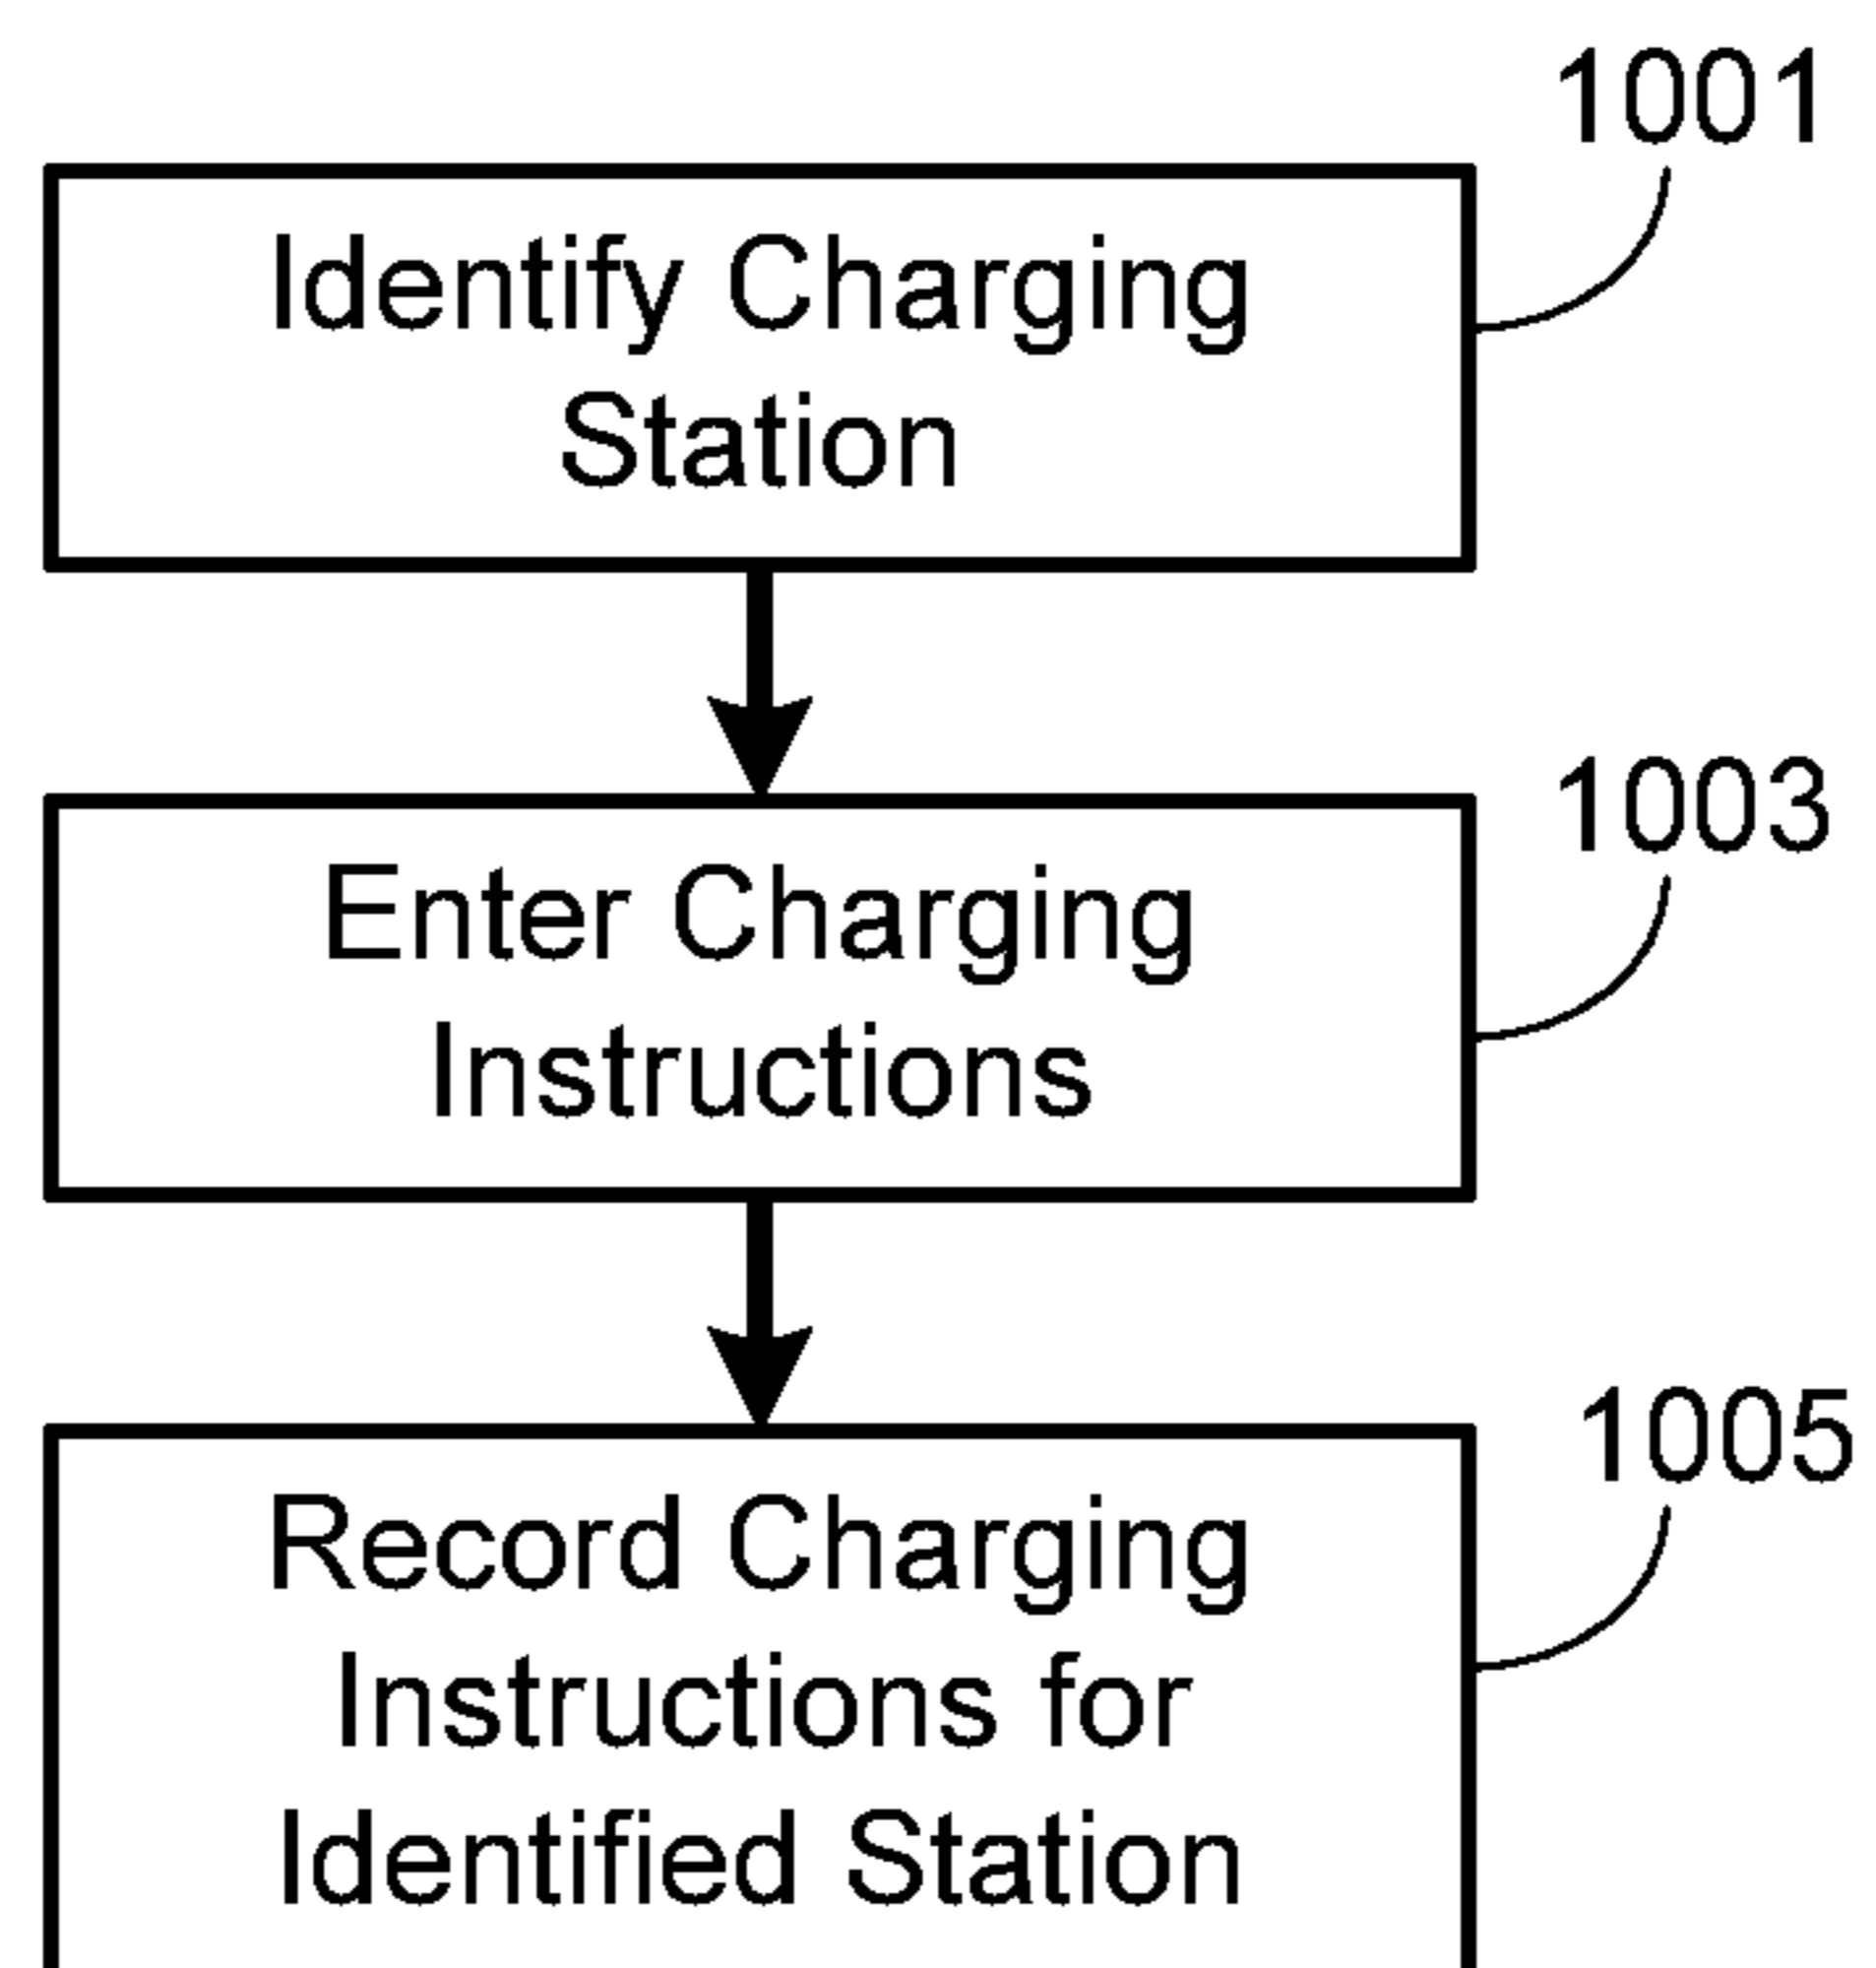 1001
Identify Charging
Station
1003
Enter Charging
Instructions
1005
Record Charging
Instructions for
Identified Station